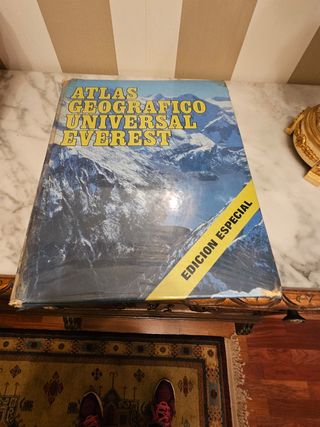 ATLAS
GEOGRAFICO
UNIVERSAL
EVEREST
EDICION ESPECIAL